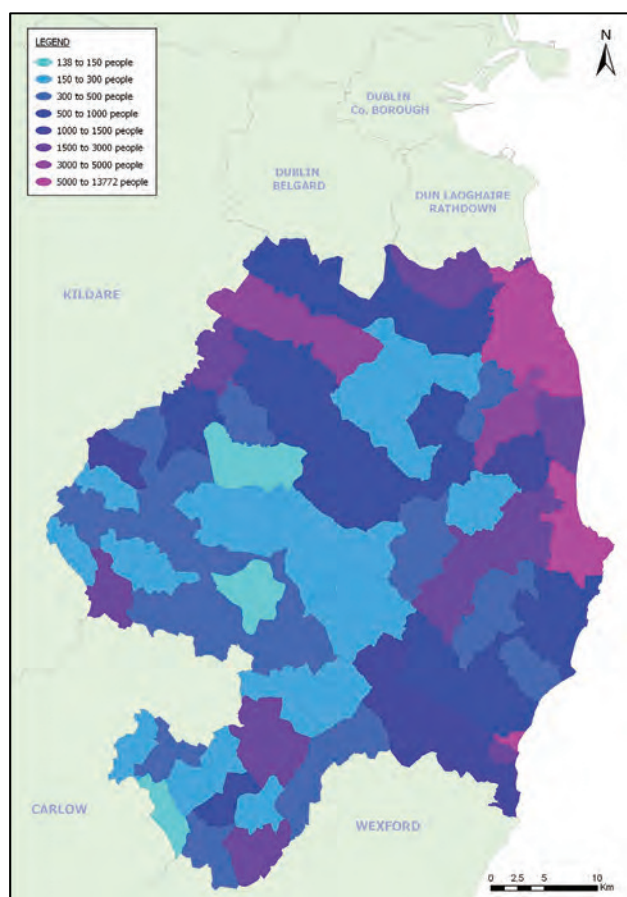 LEGEND
138 to 150 people
150 to 300 people
300 to 500 people
500 to 1000 people
1000 to 1500 people
1500 to 3000 people
3000 to 5000 people
5000 to 13772 people
N
DUBLIN
Co. BOROUGH
DUBLIN
BELGARD
DUN LAOGHAIRE
RATHDOWN
KILDARE
CARLOW
WEXFORD
0 2.5 5 10
Km